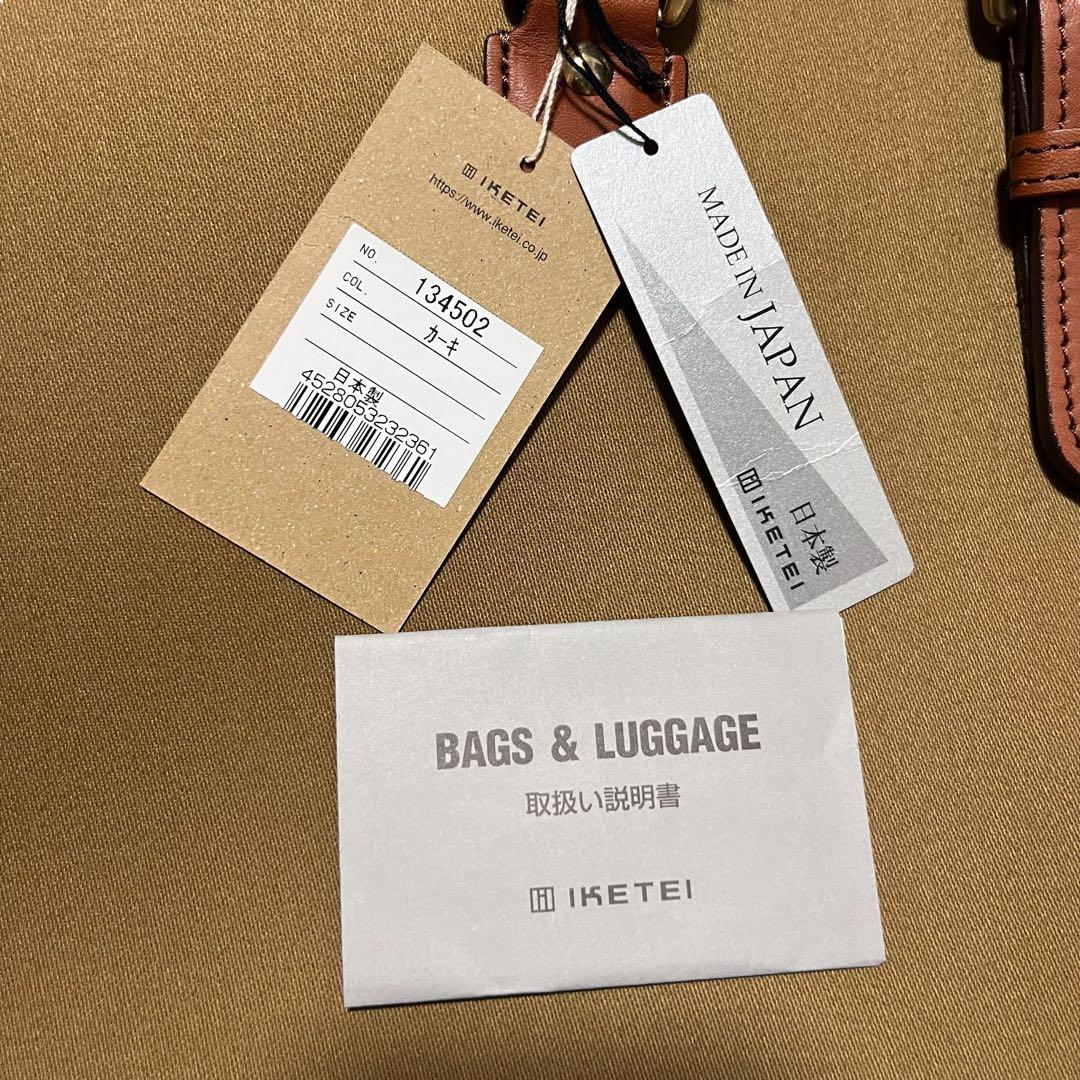 IKETEI
https://www.iketei.co.jp
NO. 134502
COL. カーキ
SIZE
日本製
4528053232361
MADE IN JAPAN
日本製
IKETEI
BAGS & LUGGAGE
取扱い説明書
IKETEI